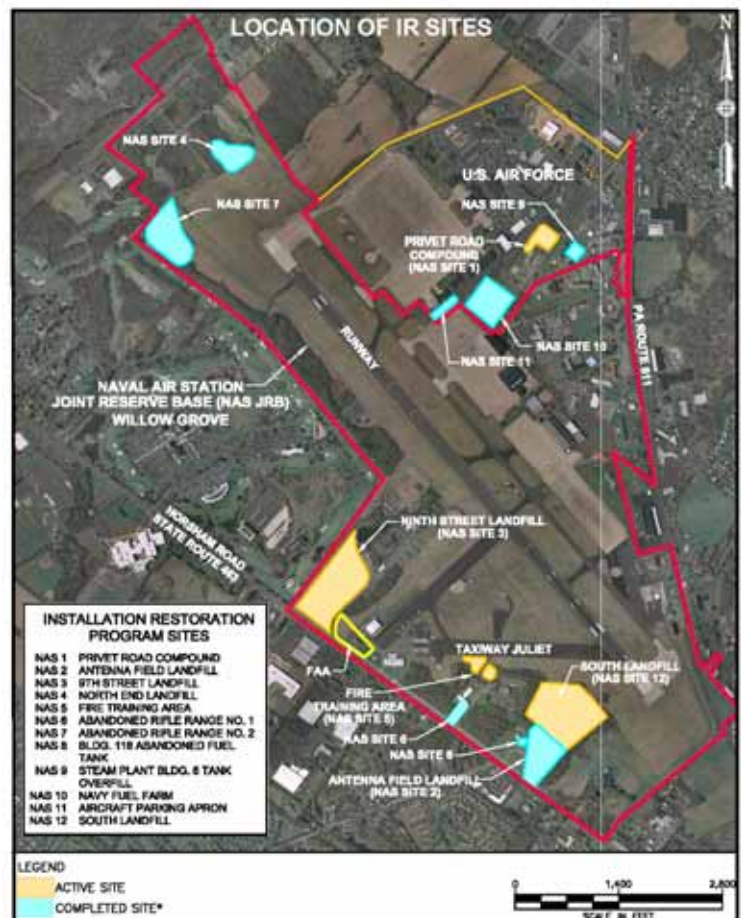 LOCATION OF IR SITES
N
NAS SITE 4
NAS SITE 7
U.S. AIR FORCE
NAS SITE 9
PRIVET ROAD
COMPOUND
(NAS SITE 1)
NAS SITE 10
NAS SITE 11
PA ROUTE 611
RUNWAY
NAVAL AIR STATION
JOINT RESERVE BASE (NAS JRB)
WILLOW GROVE
HORSHAM ROAD
STATE ROUTE 463
NINTH STREET LANDFILL
(NAS SITE 3)
FAA
TAXIWAY JULIET
SOUTH LANDFILL
(NAS SITE 12)
FIRE
TRAINING AREA
(NAS SITE 5)
NAS SITE 6
NAS SITE 8
ANTENNA FIELD LANDFILL
(NAS SITE 2)
INSTALLATION RESTORATION
PROGRAM SITES
NAS 1 PRIVET ROAD COMPOUND
NAS 2 ANTENNA FIELD LANDFILL
NAS 3 9TH STREET LANDFILL
NAS 4 NORTH END LANDFILL
NAS 5 FIRE TRAINING AREA
NAS 6 ABANDONED RIFLE RANGE NO. 1
NAS 7 ABANDONED RIFLE RANGE NO. 2
NAS 8 BLDG. 118 ABANDONED FUEL
TANK
NAS 9 STEAM PLANT BLDG. 6 TANK
OVERFILL
NAS 10 NAVY FUEL FARM
NAS 11 AIRCRAFT PARKING APRON
NAS 12 SOUTH LANDFILL
LEGEND
ACTIVE SITE
COMPLETED SITE*
0 1,400 2,800
SCALE IN FEET